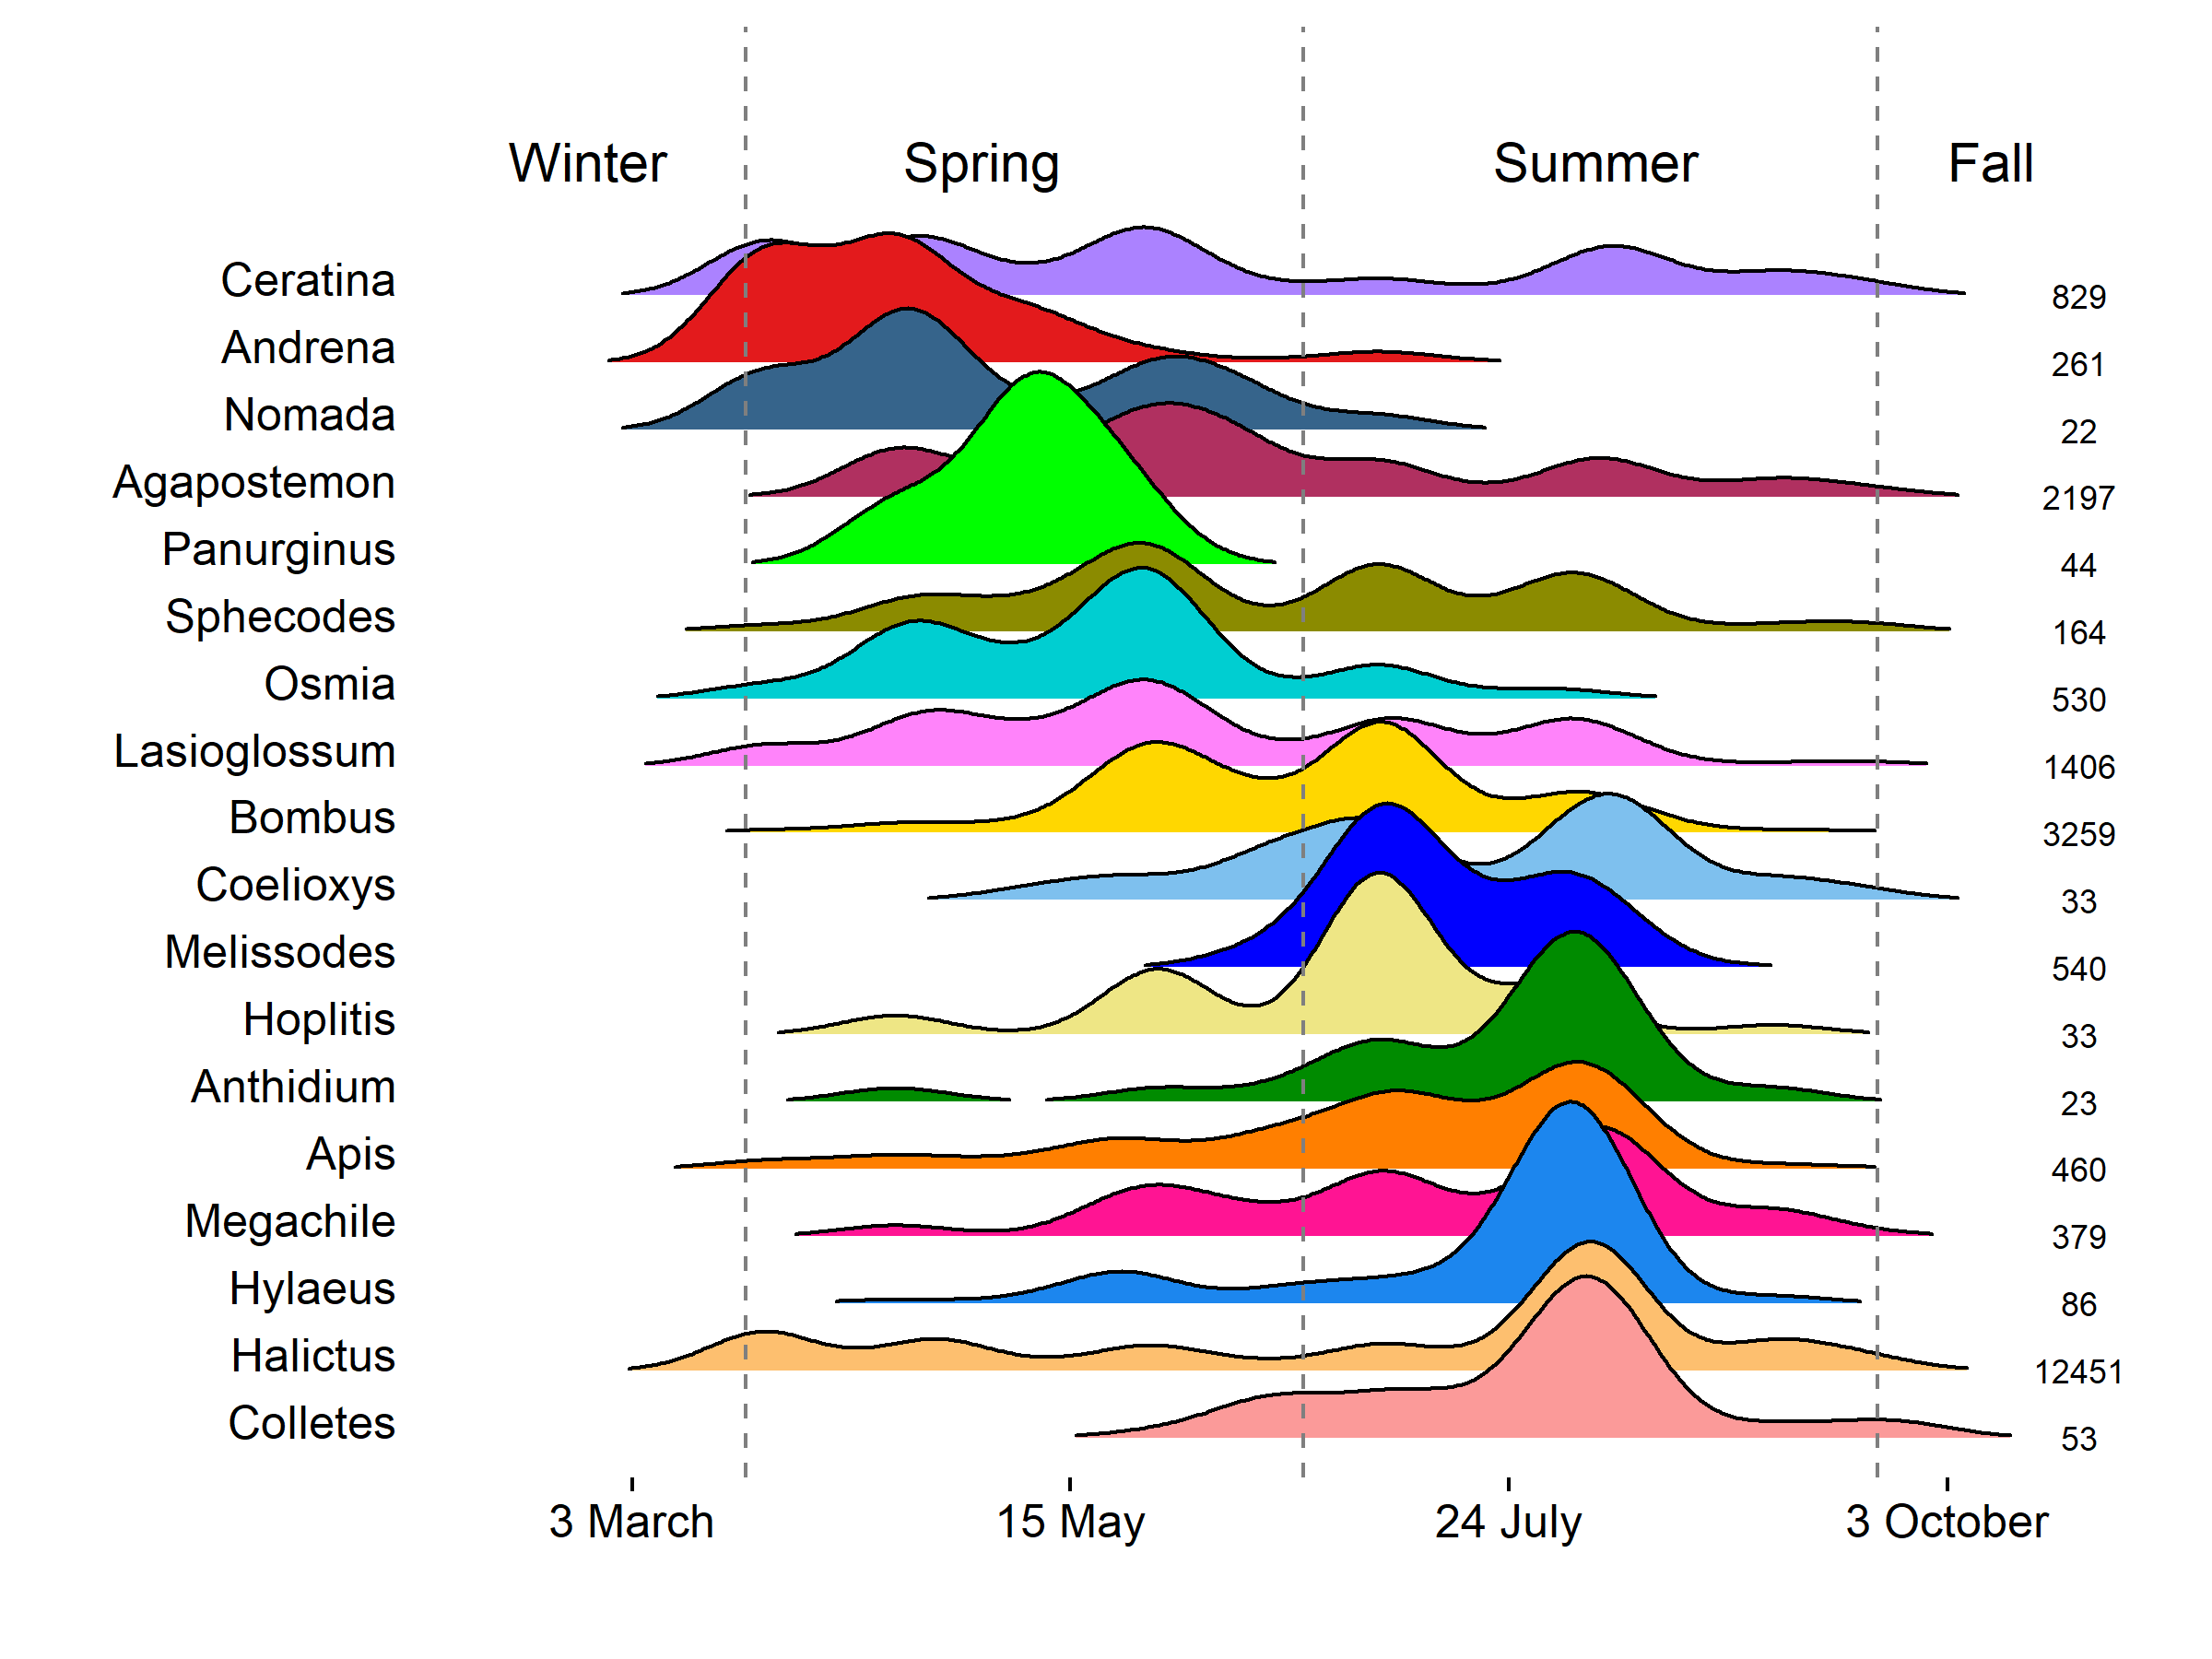 Winter Spring Summer Fall
Ceratina 829
Andrena 261
Nomada 22
Agapostemon 2197
Panurginus 44
Sphecodes 164
Osmia 530
Lasioglossum 1406
Bombus 3259
Coelioxys 33
Melissodes 540
Hoplitis 33
Anthidium 23
Apis 460
Megachile 379
Hylaeus 86
Halictus 12451
Colletes 53
3 March 15 May 24 July 3 October